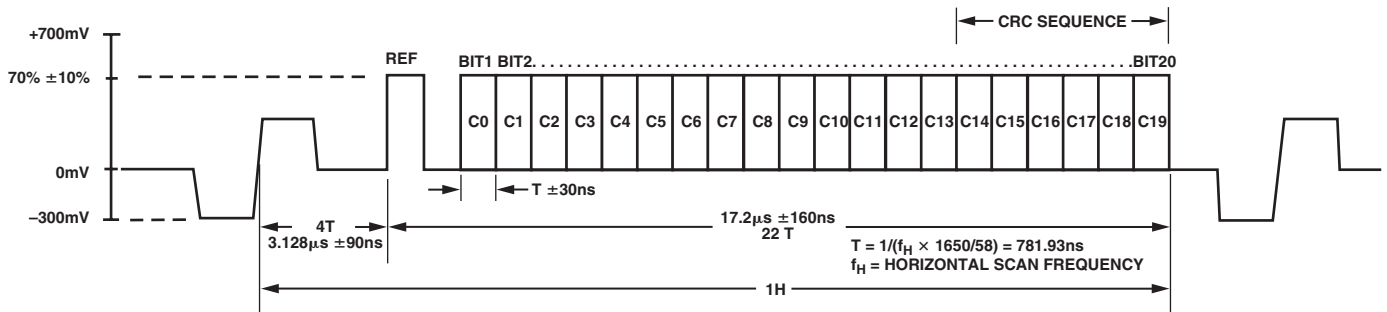 CRC SEQUENCE
+700mV
REF
BIT1 BIT2. . . . . . . . . . . . . . . . . . . . . . . . . . . . . . . . . . . . . . . . . . . . . . . . . . . . . . . . . . . . . . . . . . . . . .BIT20
70% ±10%
C0 C1 C2 C3 C4 C5 C6 C7 C8 C9 C10 C11 C12 C13 C14 C15 C16 C17 C18 C19
0mV
T ±30ns
–300mV
4T
3.128μs ±90ns
17.2μs ±160ns
22 T
T = 1/(fH × 1650/58) = 781.93ns
fH = HORIZONTAL SCAN FREQUENCY
1H